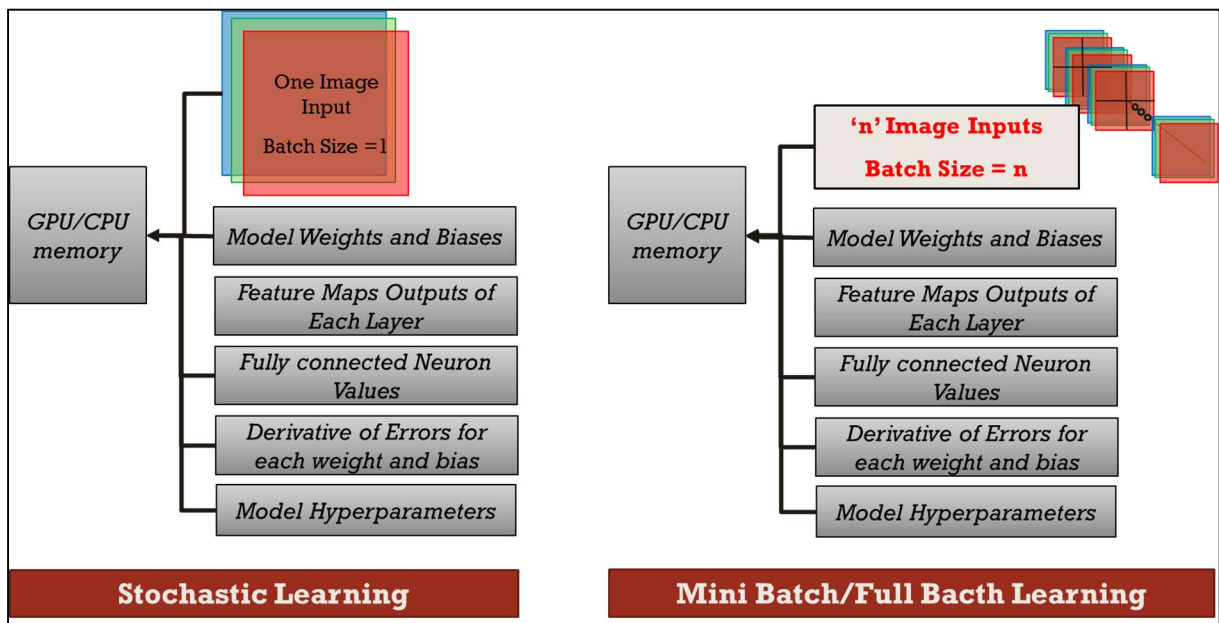 One Image
Input
Batch Size =1
GPU/CPU
memory
Model Weights and Biases
Feature Maps Outputs of
Each Layer
Fully connected Neuron
Values
Derivative of Errors for
each weight and bias
Model Hyperparameters
Stochastic Learning
‘n’ Image Inputs
Batch Size = n
GPU/CPU
memory
Model Weights and Biases
Feature Maps Outputs of
Each Layer
Fully connected Neuron
Values
Derivative of Errors for
each weight and bias
Model Hyperparameters
Mini Batch/Full Bacth Learning